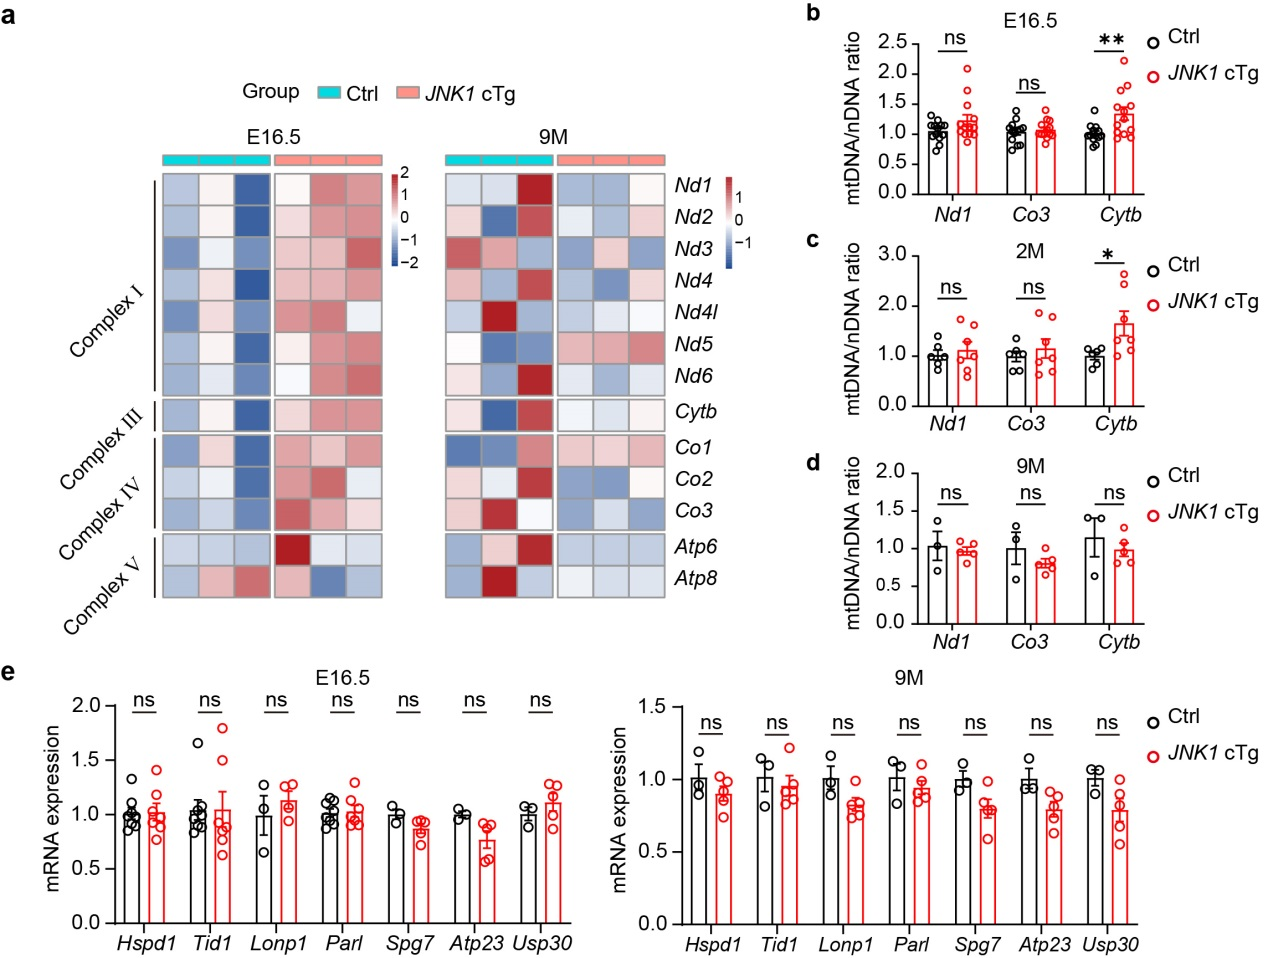 a
Group Ctrl JNK1 cTg
E16.5 9M
2
1
0
−1
−2
1
0
−1
Complex I
Complex III
Complex IV
Complex V
Nd1
Nd2
Nd3
Nd4
Nd4l
Nd5
Nd6
Cytb
Co1
Co2
Co3
Atp6
Atp8
b
E16.5
mtDNA/nDNA ratio
2.5
2.0
1.5
1.0
0.5
0.0
ns ns **
Nd1 Co3 Cytb
Ctrl
JNK1 cTg
c
2M
mtDNA/nDNA ratio
3.0
2.0
1.0
0.0
ns ns *
Nd1 Co3 Cytb
Ctrl
JNK1 cTg
d
9M
mtDNA/nDNA ratio
2.0
1.5
1.0
0.5
0.0
ns ns ns
Nd1 Co3 Cytb
Ctrl
JNK1 cTg
e
E16.5
mRNA expression
2.0
1.5
1.0
0.5
0.0
ns ns ns ns ns ns ns
Hspd1 Tid1 Lonp1 Parl Spg7 Atp23 Usp30
9M
mRNA expression
1.5
1.0
0.5
0.0
ns ns ns ns ns ns ns
Hspd1 Tid1 Lonp1 Parl Spg7 Atp23 Usp30
Ctrl
JNK1 cTg